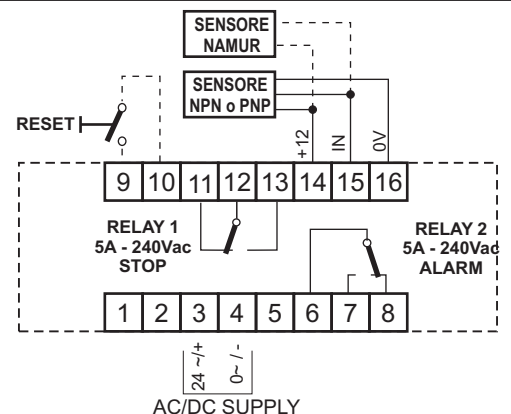 SENSORE
NAMUR
SENSORE
NPN o PNP
RESET
+12
IN
0V
9 10 11 12 13 14 15 16
RELAY 1
5A - 240Vac
STOP
RELAY 2
5A - 240Vac
ALARM
1 2 3 4 5 6 7 8
24 ~/+
0~ / -
AC/DC SUPPLY